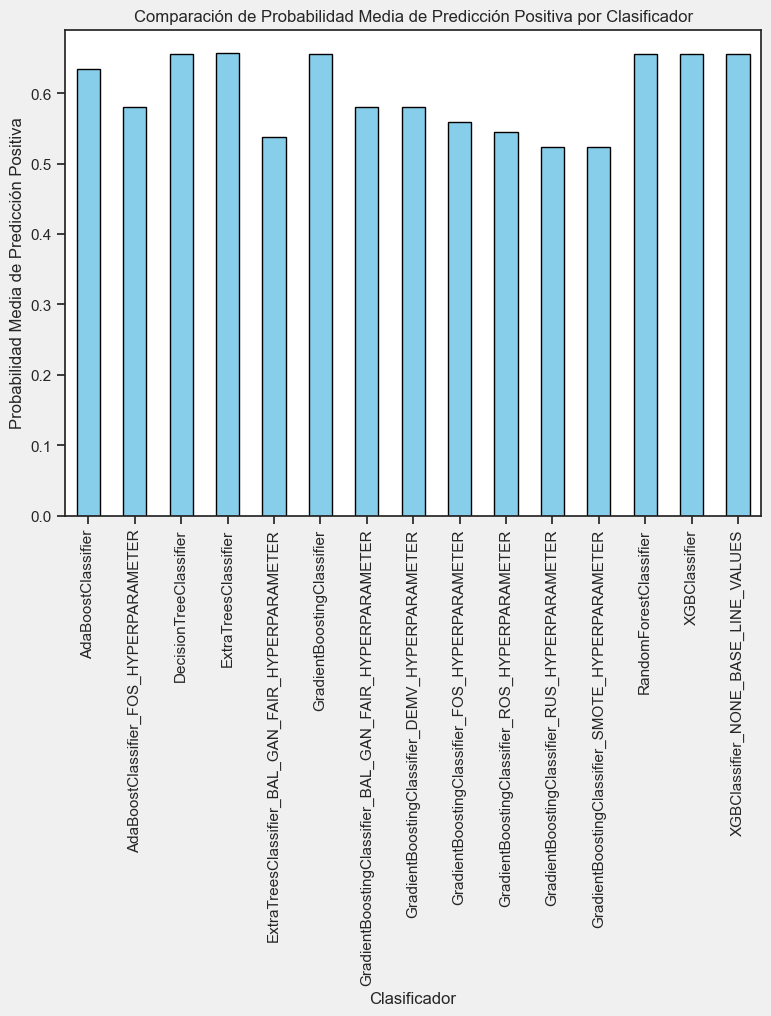 Comparación de Probabilidad Media de Predicción Positiva por Clasificador
Probabilidad Media de Predicción Positiva
0.6
0.5
0.4
0.3
0.2
0.1
0.0
AdaBoostClassifier
AdaBoostClassifier_FOS_HYPERPARAMETER
DecisionTreeClassifier
ExtraTreesClassifier
ExtraTreesClassifier_BAL_GAN_FAIR_HYPERPARAMETER
GradientBoostingClassifier
GradientBoostingClassifier_BAL_GAN_FAIR_HYPERPARAMETER
GradientBoostingClassifier_DEMV_HYPERPARAMETER
GradientBoostingClassifier_FOS_HYPERPARAMETER
GradientBoostingClassifier_ROS_HYPERPARAMETER
GradientBoostingClassifier_RUS_HYPERPARAMETER
GradientBoostingClassifier_SMOTE_HYPERPARAMETER
RandomForestClassifier
XGBClassifier
XGBClassifier_NONE_BASE_LINE_VALUES
Clasificador